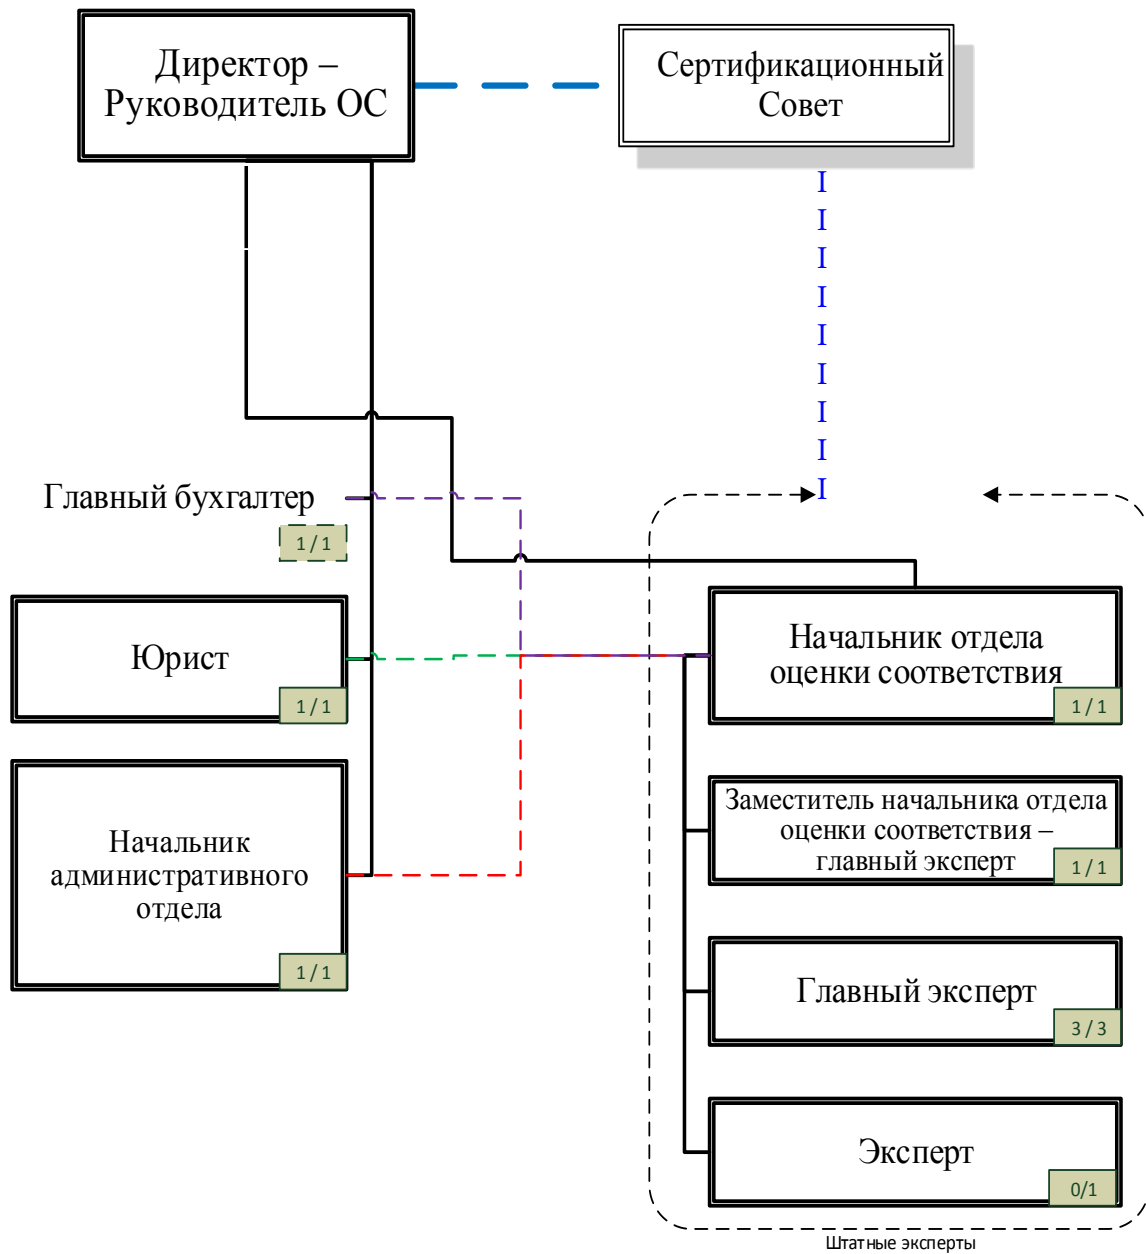 Директор –
Руководитель ОС
Сертификационный
Совет
I
I
I
I
I
I
I
I
I
Главный бухгалтер
1 / 1
Юрист
1 / 1
Начальник
административного
отдела
1 / 1
Начальник отдела
оценки соответствия
1 / 1
Заместитель начальника отдела
оценки соответствия –
главный эксперт
1 / 1
Главный эксперт
3 / 3
Эксперт
0/1
Штатные эксперты